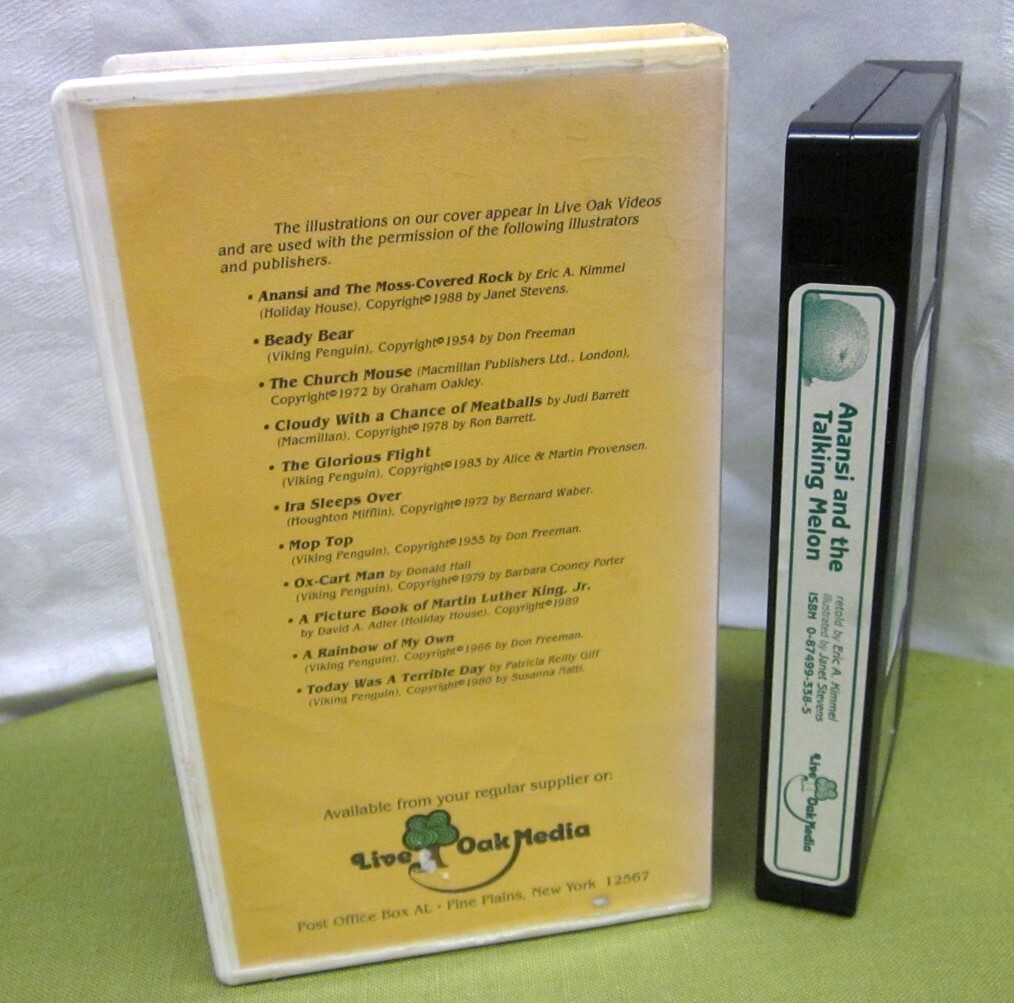 The illustrations on our cover appear in Live Oak Videos
and are used with the permission of the following illustrators
and publishers.
• Anansi and The Moss-Covered Rock by Eric A. Kimmel
(Holiday House), Copyright© 1988 by Janet Stevens.
• Beady Bear
(Viking Penguin), Copyright© 1954 by Don Freeman
• The Church Mouse (Macmillan Publishers Ltd., London),
Copyright© 1972 by Graham Oakley.
• Cloudy With a Chance of Meatballs by Judi Barrett
(Macmillan), Copyright© 1978 by Ron Barrett.
• The Glorious Flight
(Viking Penguin), Copyright© 1983 by Alice & Martin Provensen.
• Ira Sleeps Over
(Houghton Mifflin), Copyright© 1972 by Bernard Waber.
• Mop Top
(Viking Penguin), Copyright© 1955 by Don Freeman.
• Ox-Cart Man by Donald Hall
(Viking Penguin), Copyright© 1979 by Barbara Cooney Porter
• A Picture Book of Martin Luther King, Jr.
by David A. Adler (Holiday House), Copyright© 1989
• A Rainbow of My Own
(Viking Penguin), Copyright© 1966 by Don Freeman.
• Today Was A Terrible Day by Patricia Reilly Giff
(Viking Penguin), Copyright© 1980 by Susanna Natti.
Available from your regular supplier or:
Live Oak Media
Post Office Box AL • Pine Plains, New York 12567
Anansi and the
Talking Melon
retold by Eric A. Kimmel
illustrated by Janet Stevens
ISBN 0-87499-338-5
Live Oak Media